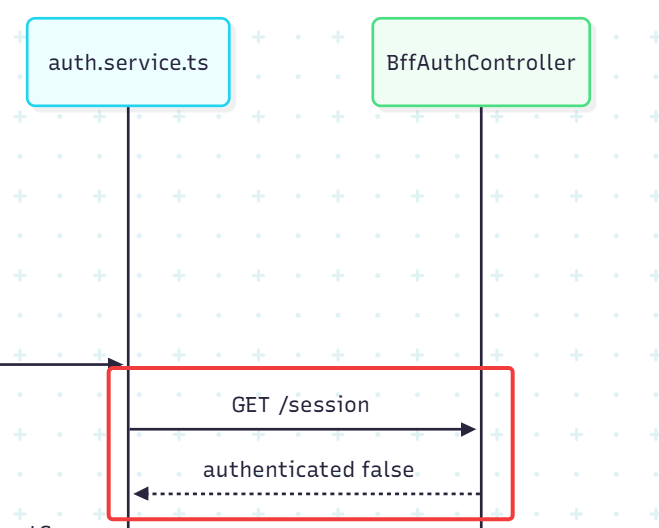 auth.service.ts
BffAuthController
GET /session
authenticated false